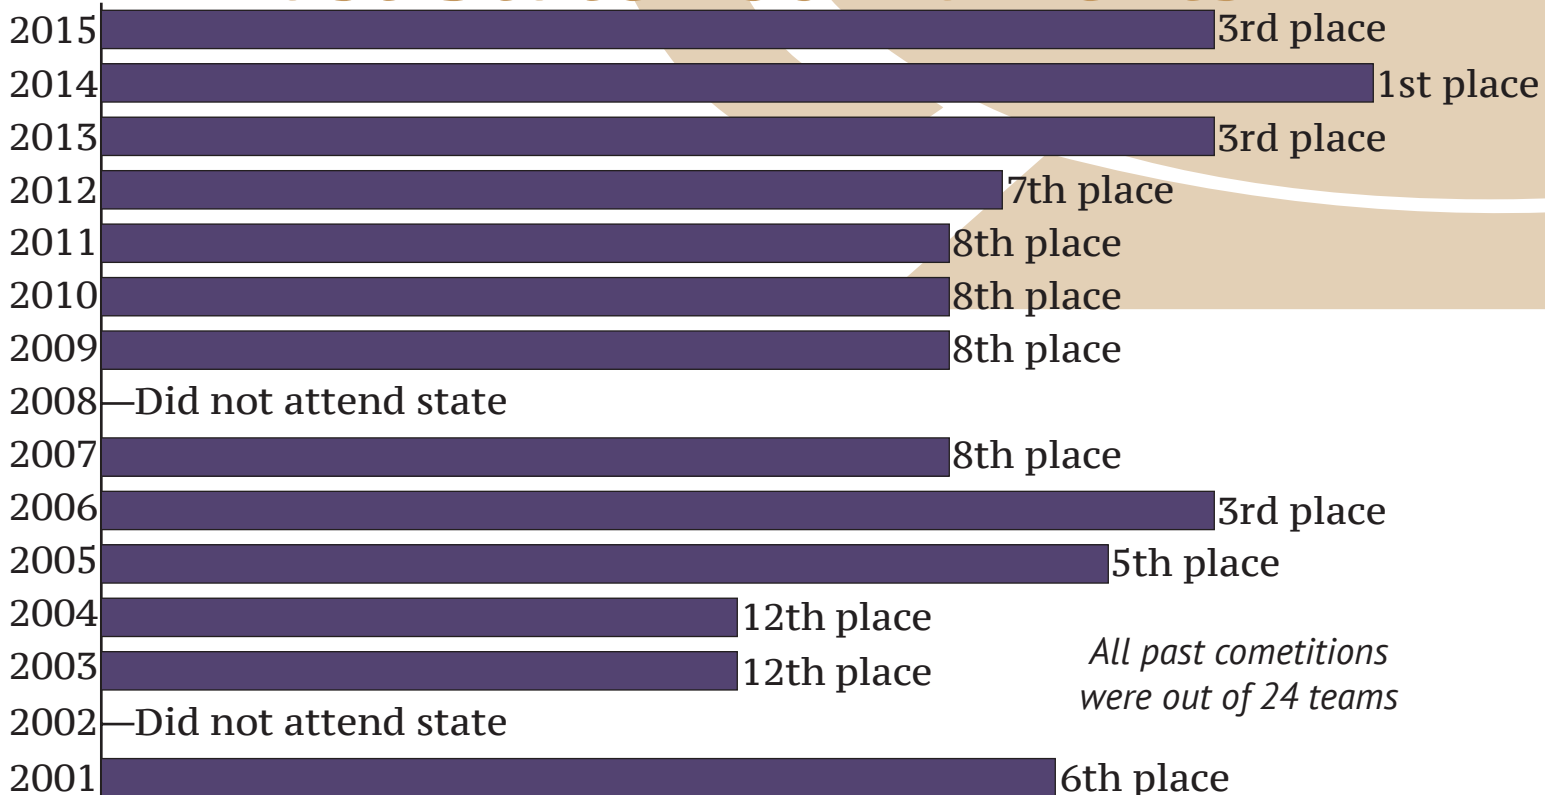 2015 3rd place
2014 1st place
2013 3rd place
2012 7th place
2011 8th place
2010 8th place
2009 8th place
2008 Did not attend state
2007 8th place
2006 3rd place
2005 5th place
2004 12th place
2003 12th place
All past cometitions
were out of 24 teams
2002 Did not attend state
2001 6th place